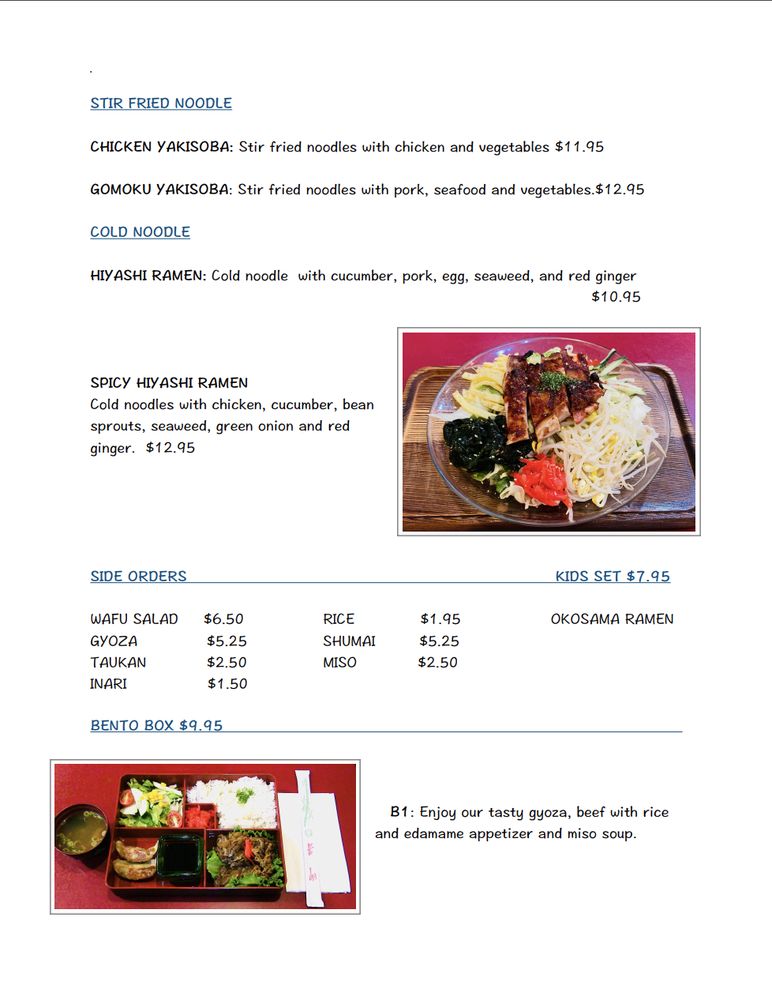 .
STIR FRIED NOODLE
CHICKEN YAKISOBA: Stir fried noodles with chicken and vegetables $11.95
GOMOKU YAKISOBA: Stir fried noodles with pork, seafood and vegetables.$12.95
COLD NOODLE
HIYASHI RAMEN: Cold noodle with cucumber, pork, egg, seaweed, and red ginger
$10.95
SPICY HIYASHI RAMEN
Cold noodles with chicken, cucumber, bean
sprouts, seaweed, green onion and red
ginger. $12.95
SIDE ORDERS KIDS SET $7.95
WAFU SALAD $6.50 RICE $1.95 OKOSAMA RAMEN
GYOZA $5.25 SHUMAI $5.25
TAUKAN $2.50 MISO $2.50
INARI $1.50
BENTO BOX $9.95
B1: Enjoy our tasty gyoza, beef with rice
and edamame appetizer and miso soup.